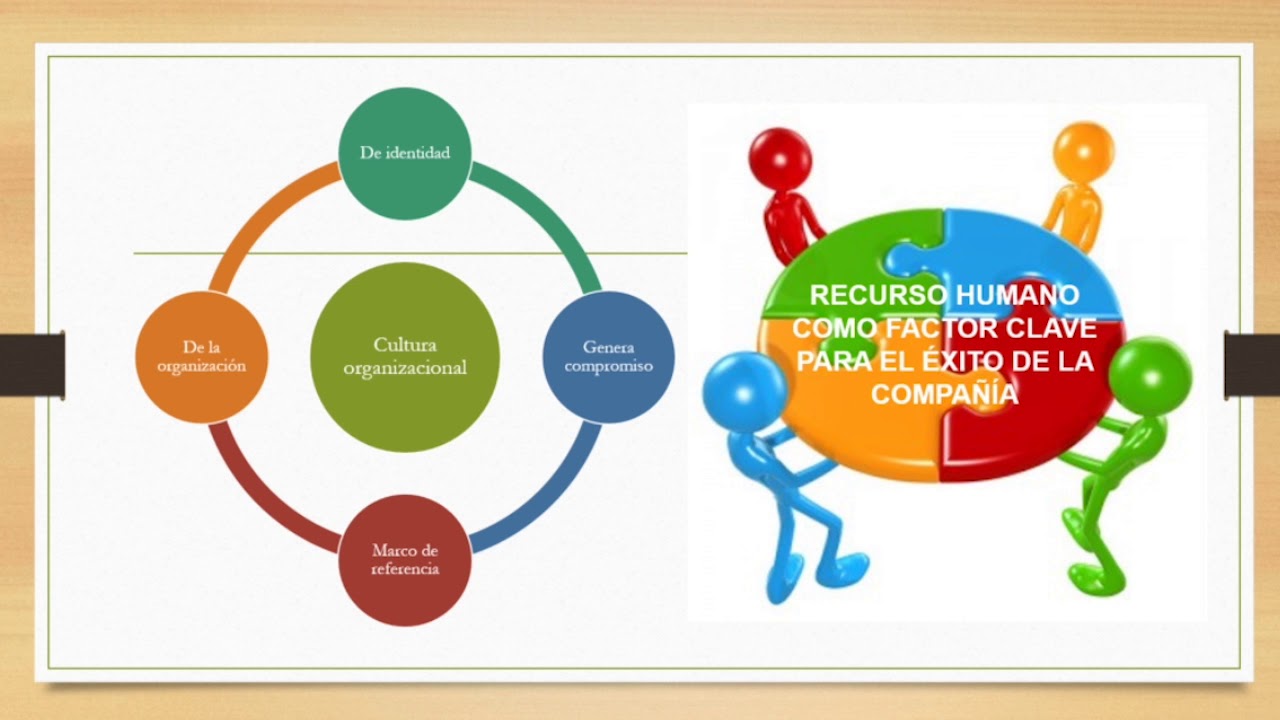 De identidad
De la
organización
Cultura
organizacional
Genera
compromiso
Marco de
referencia
RECURSO HUMANO
COMO FACTOR CLAVE
PARA EL ÉXITO DE LA
COMPAÑÍA